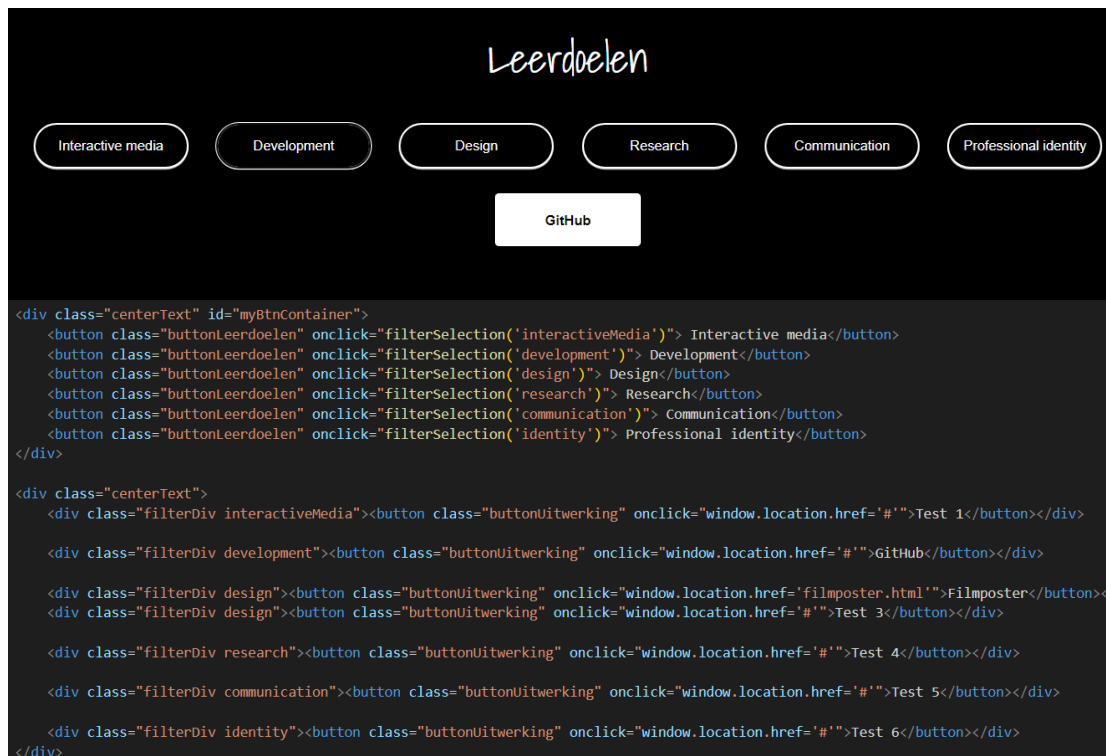 Leerdoelen
Interactive media Development Design Research Communication Professional identity
GitHub
<div class="centerText" id="myBtnContainer">
<button class="buttonLeerdoelen" onclick="filterSelection('interactiveMedia')"> Interactive media</button>
<button class="buttonLeerdoelen" onclick="filterSelection('development')"> Development</button>
<button class="buttonLeerdoelen" onclick="filterSelection('design')"> Design</button>
<button class="buttonLeerdoelen" onclick="filterSelection('research')"> Research</button>
<button class="buttonLeerdoelen" onclick="filterSelection('communication')"> Communication</button>
<button class="buttonLeerdoelen" onclick="filterSelection('identity')"> Professional identity</button>
</div>
<div class="centerText">
<div class="filterDiv interactiveMedia"><button class="buttonUitwerking" onclick="window.location.href='#'">Test 1</button></div>
<div class="filterDiv development"><button class="buttonUitwerking" onclick="window.location.href='#'">GitHub</button></div>
<div class="filterDiv design"><button class="buttonUitwerking" onclick="window.location.href='filmposter.html'">Filmposter</button><
<div class="filterDiv design"><button class="buttonUitwerking" onclick="window.location.href='#'">Test 3</button></div>
<div class="filterDiv research"><button class="buttonUitwerking" onclick="window.location.href='#'">Test 4</button></div>
<div class="filterDiv communication"><button class="buttonUitwerking" onclick="window.location.href='#'">Test 5</button></div>
<div class="filterDiv identity"><button class="buttonUitwerking" onclick="window.location.href='#'">Test 6</button></div>
</div>